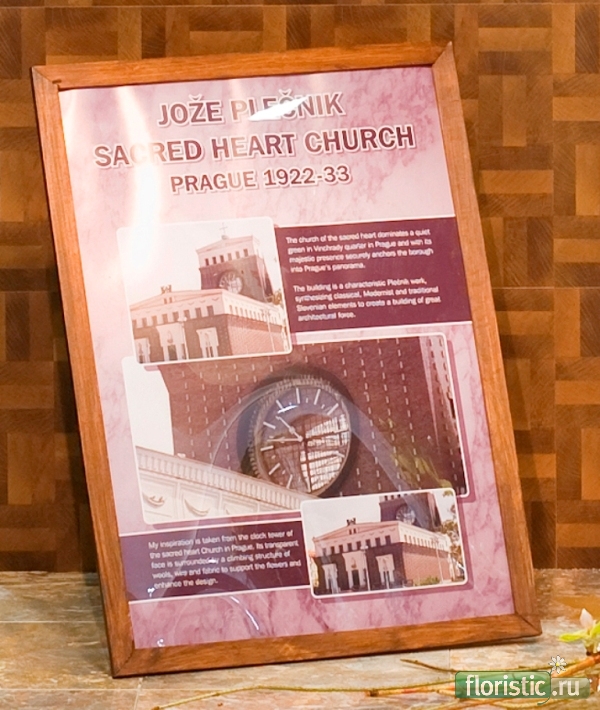 JOŽE PLEČNIK
SACRED HEART CHURCH
PRAGUE 1922-33
The church of the sacred heart dominates a quiet
green in Vinohrady quarter in Prague and with its
majestic presence securely anchors the borough
into Prague's panorama.
The building is a characteristic Plečnik work,
synthesizing classical, Modernist and traditional
Slovenian elements to create a building of great
architectural force.
My inspiration is taken from the clock tower of
the sacred heart Church in Prague. Its transparent
face is surrounded by a climbing structure of
wools, wire and fabric to support the flowers and
enhance the design.
floristic.ru